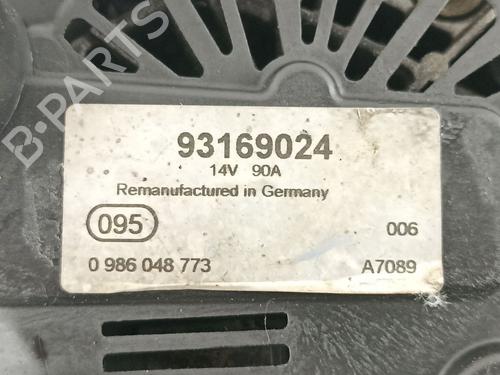 B-PARTS
93169024
14V 90A
Remanufactured in Germany
095
006
0 986 048 773
A7089